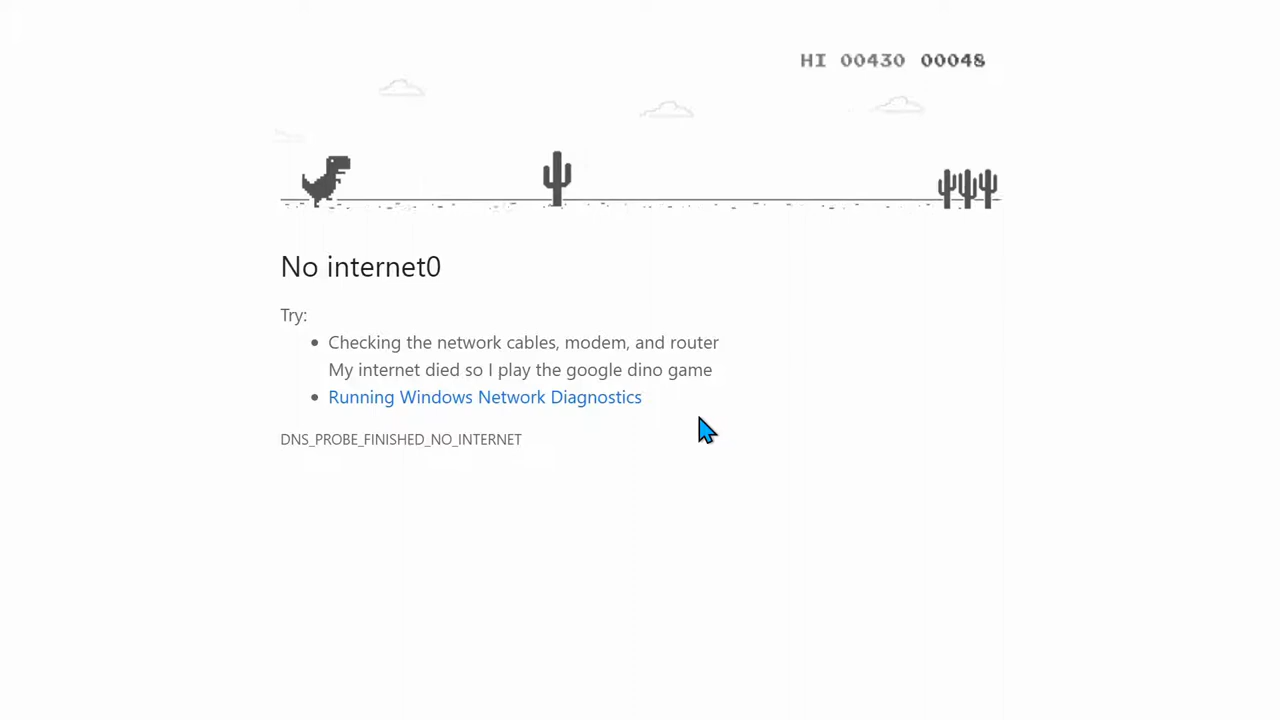 HI 00430 00048
No internet0
Try:
Checking the network cables, modem, and router
My internet died so I play the google dino game
Running Windows Network Diagnostics
DNS_PROBE_FINISHED_NO_INTERNET